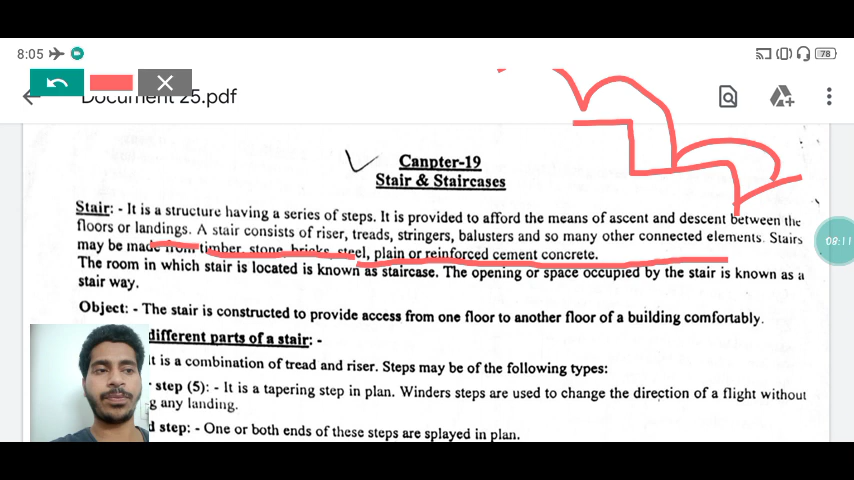 8:05
78
Document 25.pdf
Canpter-19
Stair & Staircases
Stair: - It is a structure having a series of steps. It is provided to afford the means of ascent and descent between the
floors or landings. A stair consists of riser, treads, stringers, balusters and so many other connected elements. Stairs
may be made from timber, stone, bricks, steel, plain or reinforced cement concrete.
08:11
The room in which stair is located is known as staircase. The opening or space occupied by the stair is known as a
stair way.
Object: - The stair is constructed to provide access from one floor to another floor of a building comfortably.
different parts of a stair: -
It is a combination of tread and riser. Steps may be of the following types:
step (5): - It is a tapering step in plan. Winders steps are used to change the direction of a flight without
any landing.
step: - One or both ends of these steps are splayed in plan.